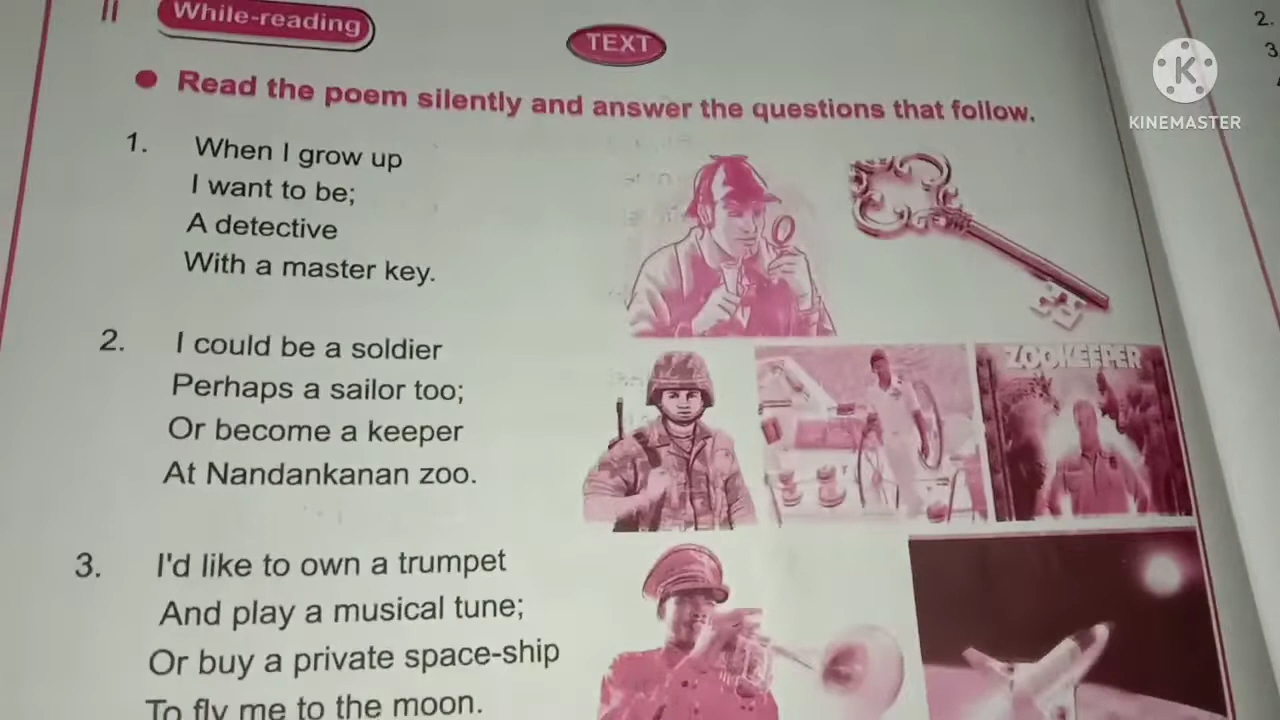 II While-reading
TEXT
● Read the poem silently and answer the questions that follow.
1. When I grow up
I want to be;
A detective
With a master key.
2. I could be a soldier
Perhaps a sailor too;
Or become a keeper
At Nandankanan zoo.
ZOOKEEPER
3. I'd like to own a trumpet
And play a musical tune;
Or buy a private space-ship
To fly me to the moon.
2.
3
K
KINEMASTER